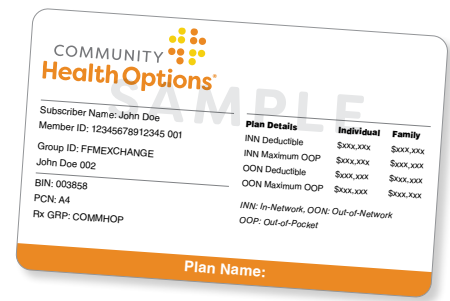 COMMUNITY
Health Options®
SAMPLE
Subscriber Name: John Doe
Member ID: 12345678912345 001
Group ID: FFMEXCHANGE
John Doe 002
BIN: 003858
PCN: A4
Rx GRP: COMMHOP
Plan Details Individual Family
INN Deductible $xxx,xxx $xxx,xxx
INN Maximum OOP $xxx,xxx $xxx,xxx
OON Deductible $xxx,xxx $xxx,xxx
OON Maximum OOP $xxx,xxx $xxx,xxx
INN: In-Network, OON: Out-of-Network
OOP: Out-of-Pocket
Plan Name: